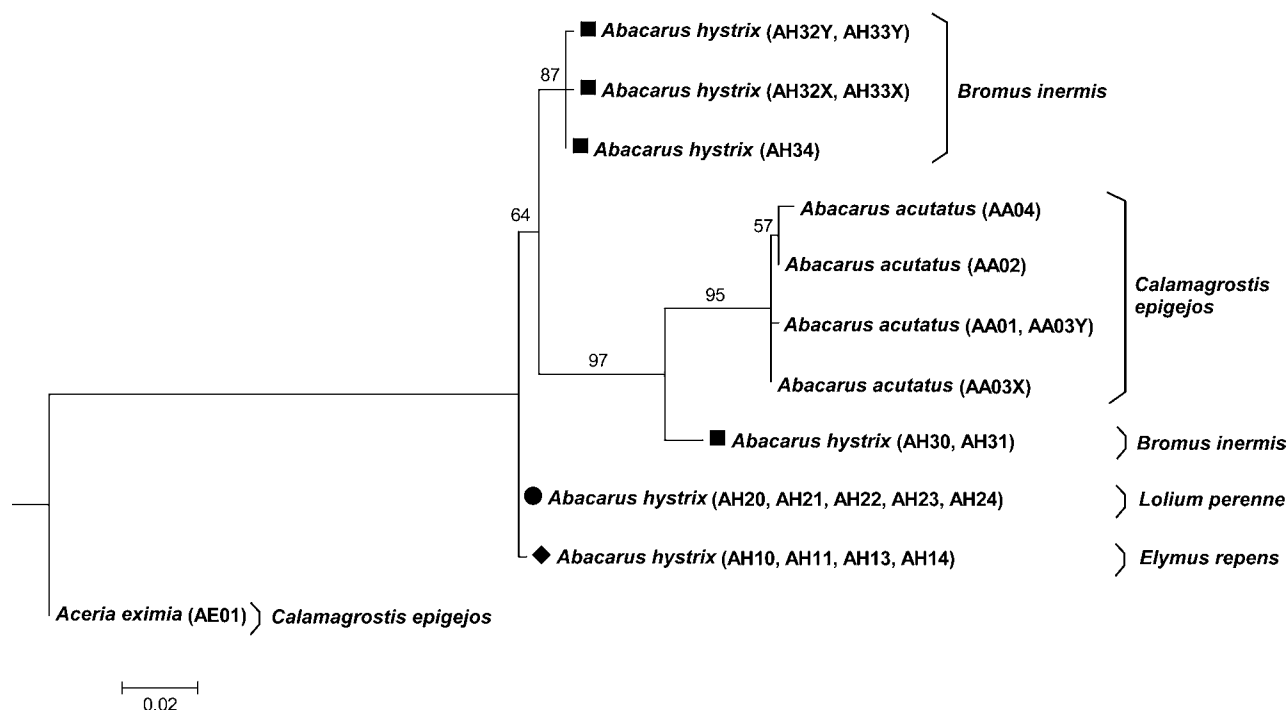 Abacarus hystrix (AH32Y, AH33Y)
87
Abacarus hystrix (AH32X, AH33X)
Bromus inermis
Abacarus hystrix (AH34)
64
Abacarus acutatus (AA04)
57
Abacarus acutatus (AA02)
Calamagrostis
epigejos
95
Abacarus acutatus (AA01, AA03Y)
97
Abacarus acutatus (AA03X)
Abacarus hystrix (AH30, AH31)
Bromus inermis
Abacarus hystrix (AH20, AH21, AH22, AH23, AH24)
Lolium perenne
Abacarus hystrix (AH10, AH11, AH13, AH14)
Elymus repens
Aceria eximia (AE01)
Calamagrostis epigejos
0.02